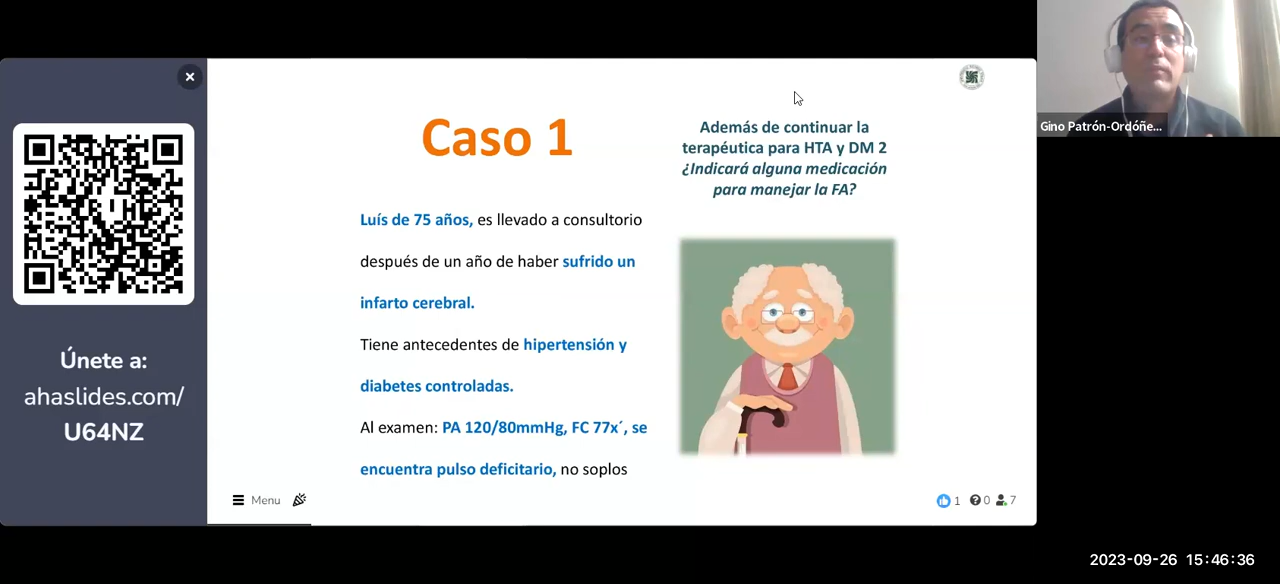 Únete a:
ahaslides.com/
U64NZ
Caso 1
Luís de 75 años, es llevado a consultorio
después de un año de haber sufrido un
infarto cerebral.
Tiene antecedentes de hipertensión y
diabetes controladas.
Al examen: PA 120/80mmHg, FC 77x´, se
encuentra pulso deficitario, no soplos
Además de continuar la
terapéutica para HTA y DM 2
¿Indicará alguna medicación
para manejar la FA?
Menu
1 0 7
Gino Patrón-Ordóñe...
2023-09-26 15:46:36